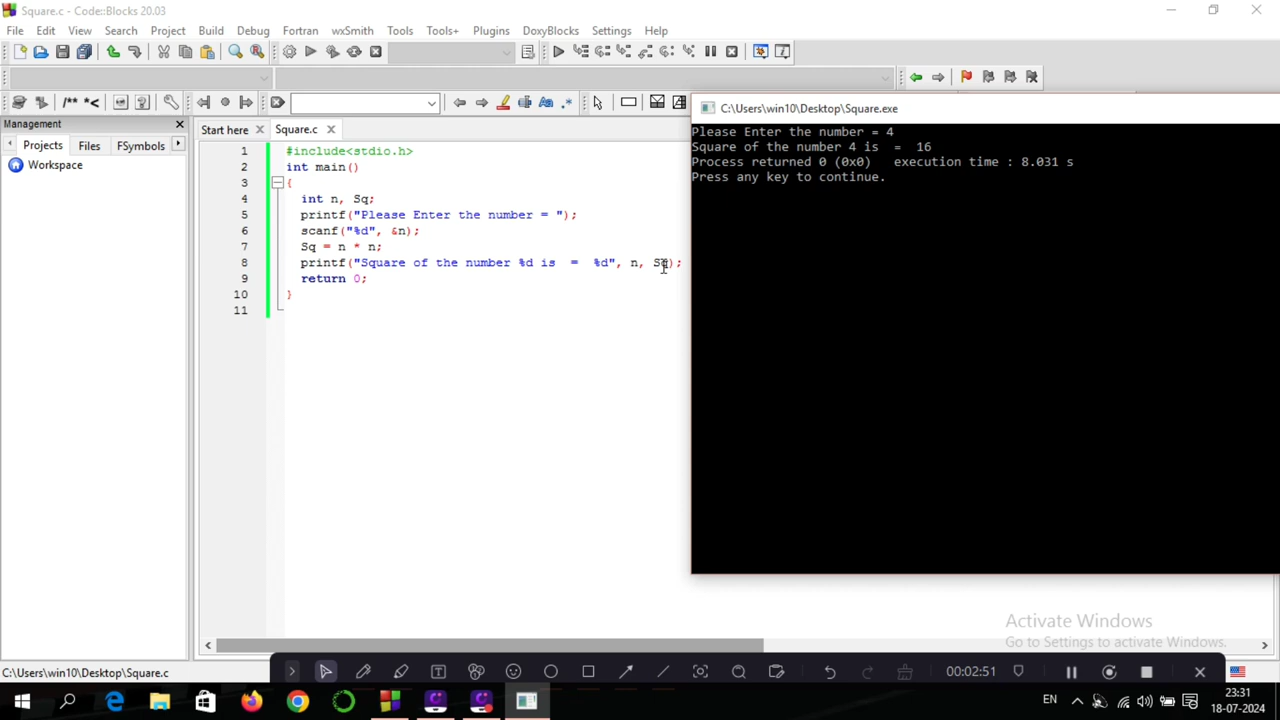 Square.c - Code::Blocks 20.03
File Edit View Search Project Build Debug Fortran wxSmith Tools Tools+ Plugins DoxyBlocks Settings Help
/** *<
Management
Projects Files FSymbols
Workspace
Start here Square.c
1 #include<stdio.h>
2 int main()
3 {
4 int n, Sq;
5 printf("Please Enter the number = ");
6 scanf("%d", &n);
7 Sq = n * n;
8 printf("Square of the number %d is  =  %d", n, Sq);
9 return 0;
10 }
11
C:\Users\win10\Desktop\Square.exe
Please Enter the number = 4
Square of the number 4 is  =  16
Process returned 0 (0x0)   execution time : 8.031 s
Press any key to continue.
Activate Windows
Go to Settings to activate Windows.
C:\Users\win10\Desktop\Square.c
00:02:51
EN
23:31
18-07-2024